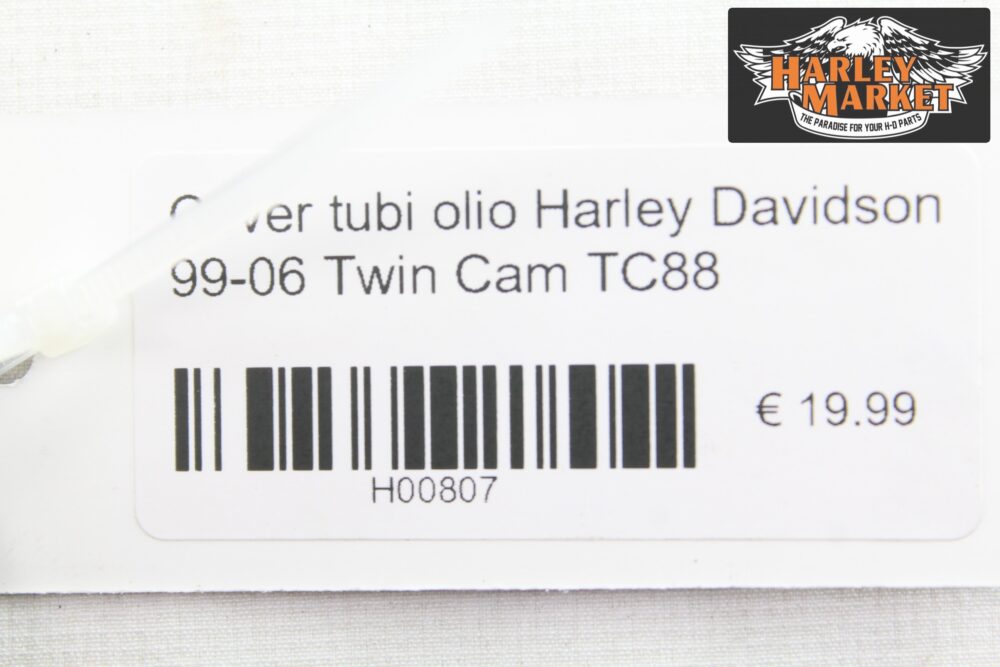 HARLEY
MARKET
THE PARADISE FOR YOUR H-D PARTS
tubi olio Harley Davidson
99-06 Twin Cam TC88
€ 19.99
H00807